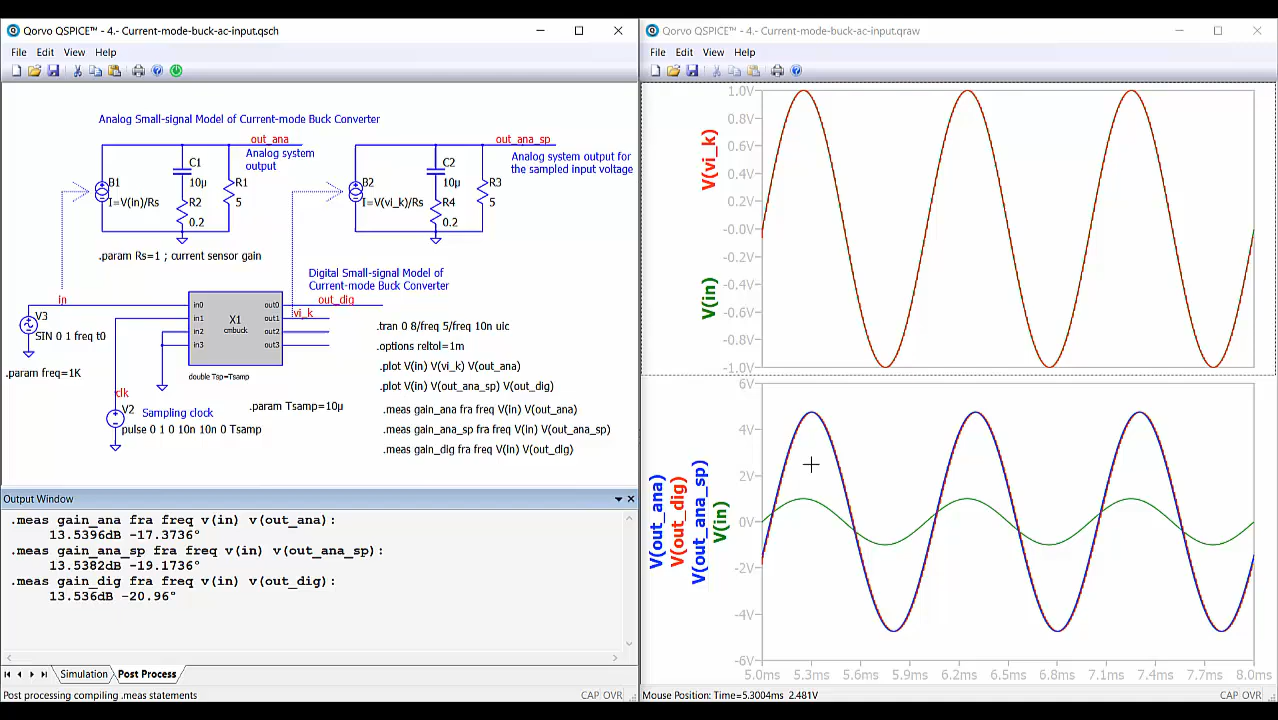 Qorvo QSPICE™ - 4.- Current-mode-buck-ac-input.qsch
File Edit View Help
Analog Small-signal Model of Current-mode Buck Converter
out_ana
Analog system
output
B1
I=V(in)/Rs
C1
10µ
R2
0.2
R1
5
out_ana_sp
Analog system output for
the sampled input voltage
B2
I=V(vi_k)/Rs
C2
10µ
R4
0.2
R3
5
.param Rs=1 ; current sensor gain
Digital Small-signal Model of
Current-mode Buck Converter
in
out_dig
vi_k
V3
SIN 0 1 freq t0
.param freq=1K
in0
in1
in2
in3
X1
cmbuck
out0
out1
out2
out3
double Tsp=Tsamp
clk
V2
Sampling clock
pulse 0 1 0 10n 10n 0 Tsamp
.param Tsamp=10µ
.tran 0 8/freq 5/freq 10n uic
.options reltol=1m
.plot V(in) V(vi_k) V(out_ana)
.plot V(in) V(out_ana_sp) V(out_dig)
.meas gain_ana fra freq V(in) V(out_ana)
.meas gain_ana_sp fra freq V(in) V(out_ana_sp)
.meas gain_dig fra freq V(in) V(out_dig)
Output Window
.meas gain_ana fra freq v(in) v(out_ana):
13.5396dB -17.3736°
.meas gain_ana_sp fra freq v(in) v(out_ana_sp):
13.5382dB -19.1736°
.meas gain_dig fra freq v(in) v(out_dig):
13.536dB -20.96°
Simulation Post Process
Post processing compiling .meas statements
CAP OVR
Qorvo QSPICE™ - 4.- Current-mode-buck-ac-input.qraw
File Edit View Help
V(vi_k)
V(in)
1.0V
0.8V
0.6V
0.4V
0.2V
-0.0V
-0.2V
-0.4V
-0.6V
-0.8V
-1.0V
V(out_ana)
V(out_dig)
V(out_ana_sp)
V(in)
6V
4V
2V
0V
-2V
-4V
-6V
5.0ms 5.3ms 5.6ms 5.9ms 6.2ms 6.5ms 6.8ms 7.1ms 7.4ms 7.7ms 8.0ms
Mouse Position: Time=5.3004ms 2.481V
CAP OVR